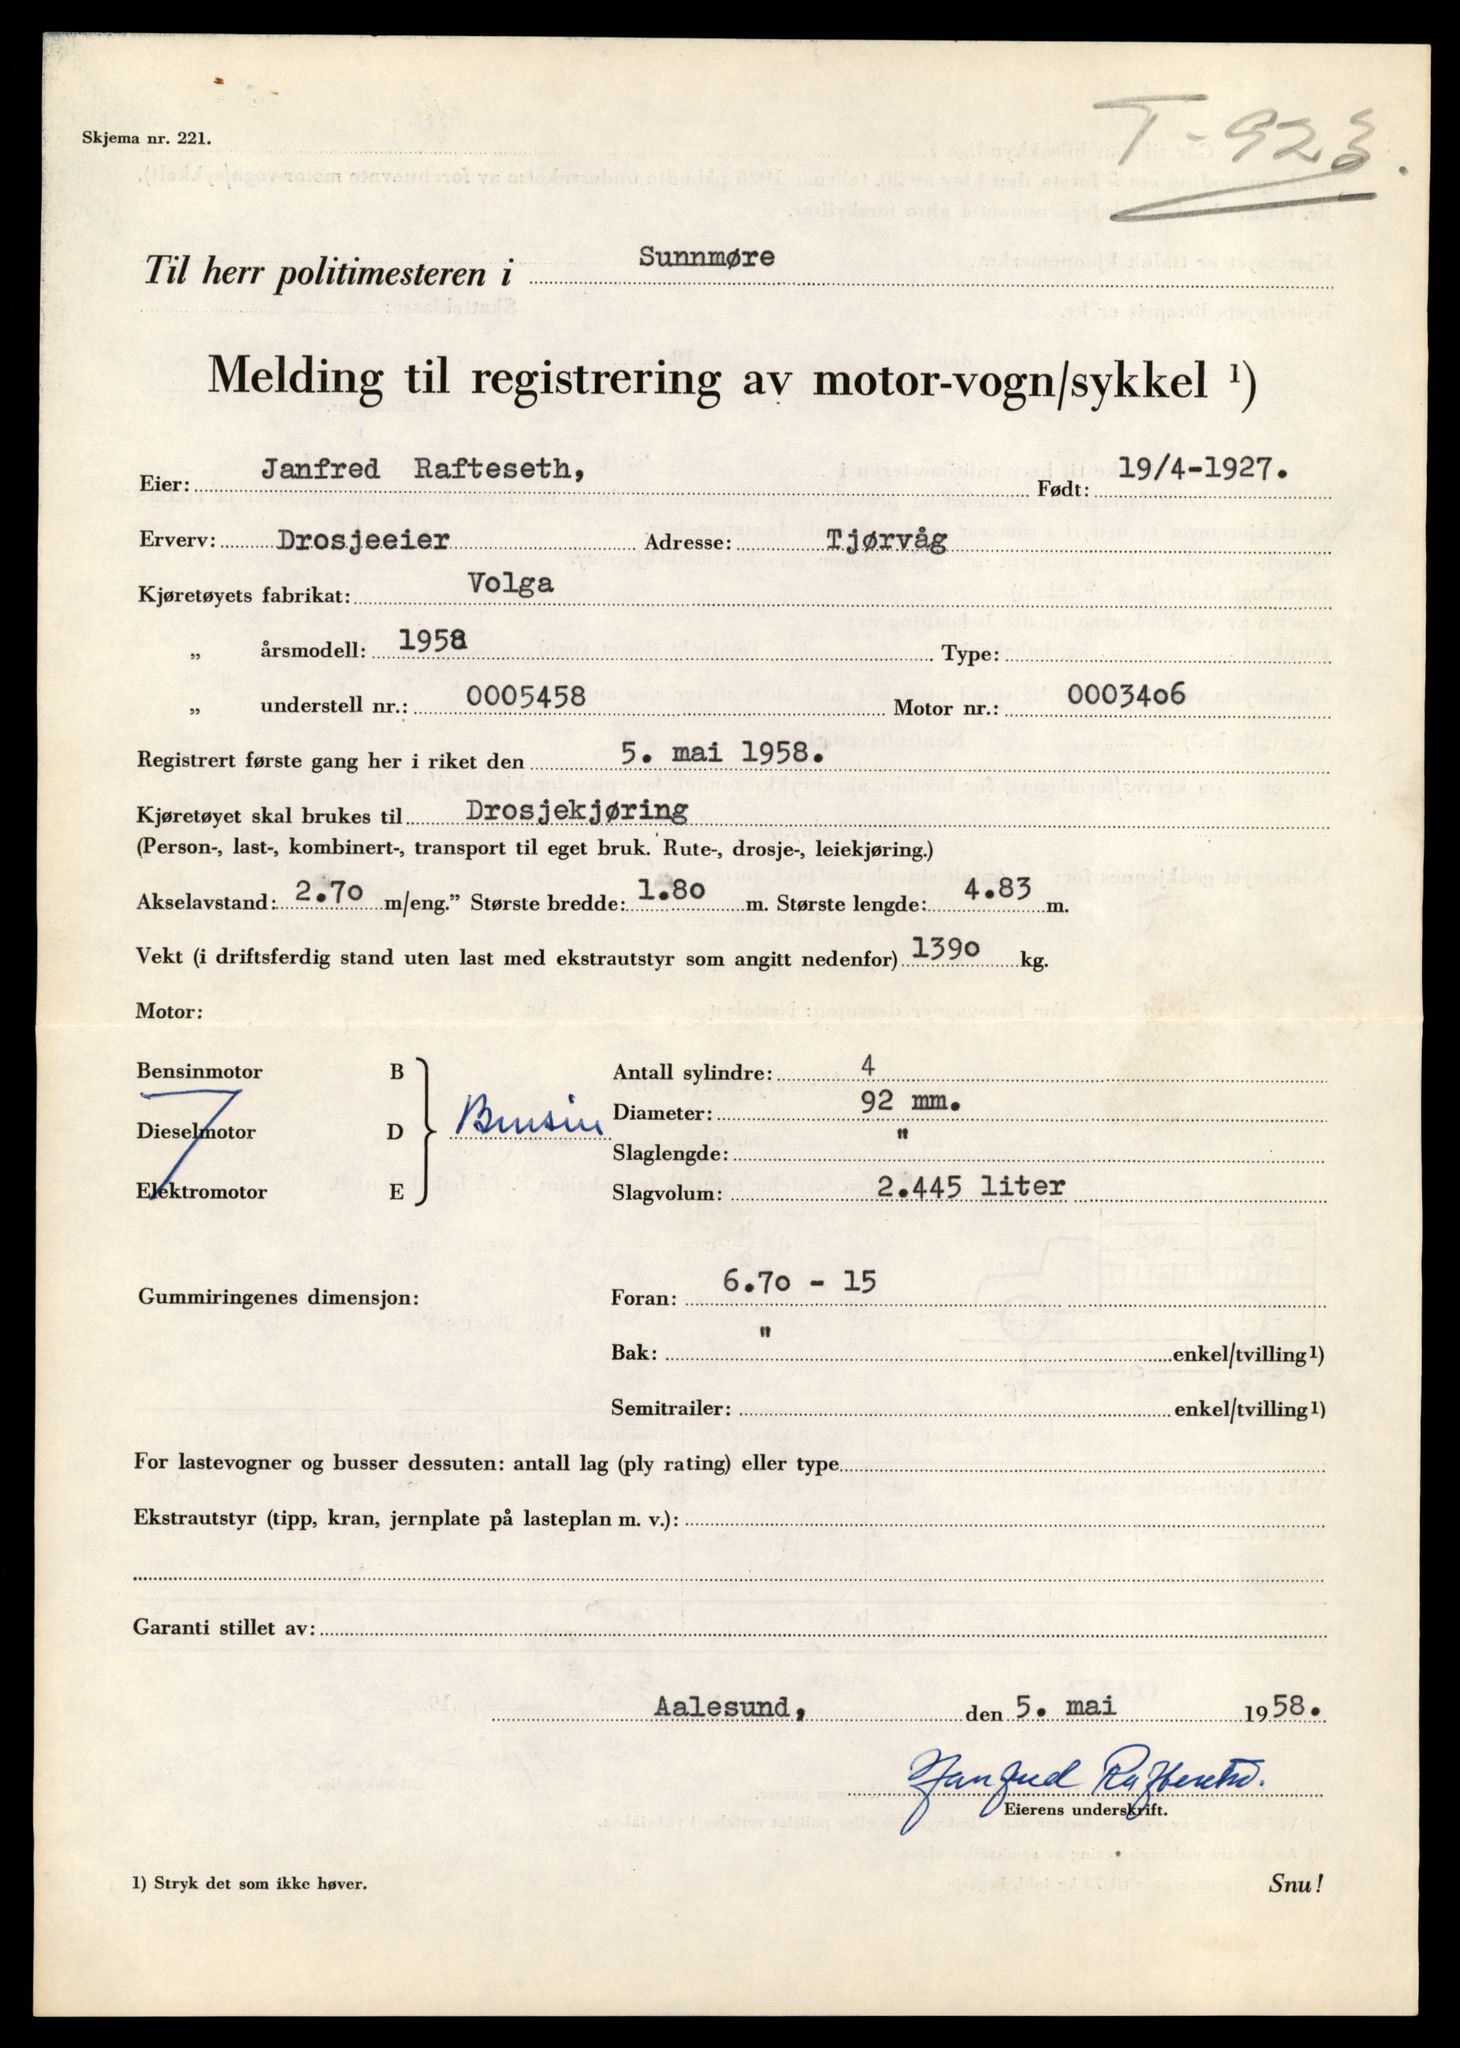 T-923.
Skjema nr. 221.
Til herr politimesteren i Sunnmøre
Melding til registrering av motor-vogn/sykkel 1)
Eier: Janfred Rafteseth, Født: 19/4-1927.
Erverv: Drosjeeier Adresse: Tjørvåg
Kjøretøyets fabrikat: Volga
„ årsmodell: 1958 Type:
„ understell nr.: 0005458 Motor nr.: 0003406
Registrert første gang her i riket den 5. mai 1958.
Kjøretøyet skal brukes til Drosjekjøring
(Person-, last-, kombinert-, transport til eget bruk. Rute-, drosje-, leiekjøring.)
Akselavstand: 2.70 m/eng.” Største bredde: 1.80 m. Største lengde: 4.83 m.
Vekt (i driftsferdig stand uten last med ekstrautstyr som angitt nedenfor) 1390 kg.
Motor:
Bensinmotor B Antall sylindre: 4
Diameter: 92 mm.
Dieselmotor D Bensin
Slaglengde: "
Elektromotor E Slagvolum: 2.445 liter
Gummiringenes dimensjon: Foran: 6.70 - 15
Bak: " enkel/tvilling1)
Semitrailer: enkel/tvilling1)
For lastevogner og busser dessuten: antall lag (ply rating) eller type
Ekstrautstyr (tipp, kran, jernplate på lasteplan m. v.):
Garanti stillet av:
Aalesund, den 5. mai 1958.
Janfred Rafteseth.
Eierens underskrift.
1) Stryk det som ikke høver. Snu!